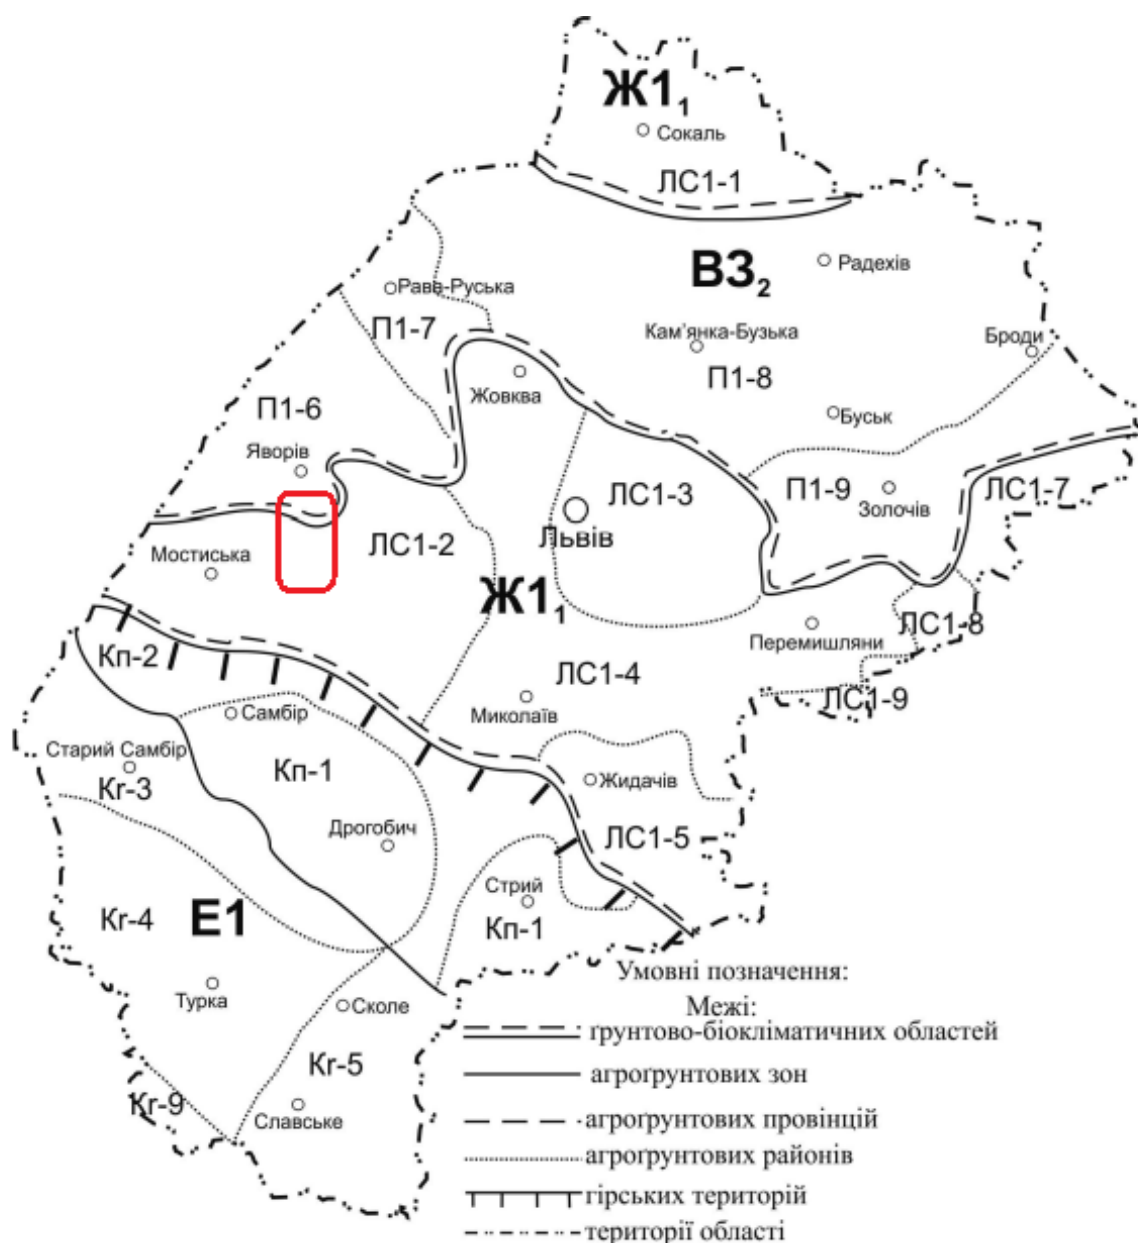 Ж1₁
Сокаль
ЛС1-1
В3₂
Радехів
Рава-Руська
П1-7
Кам’янка-Бузька
Броди
П1-8
Жовква
П1-6
Буськ
Яворів
ЛС1-3
П1-9
ЛС1-7
Золочів
Львів
ЛС1-2
Мостиська
Ж1₁
ЛС1-8
Перемишляни
Кп-2
ЛС1-4
ЛС1-9
Миколаїв
Самбір
Старий Самбір
Кп-1
Кг-3
Жидачів
Дрогобич
ЛС1-5
Стрий
Кг-4
Е1
Кп-1
Турка
Сколе
Кг-5
Кг-9
Славське
Умовні позначення:
Межі:
ґрунтово-біокліматичних областей
агроґрунтових зон
агроґрунтових провінцій
агроґрунтових районів
гірських територій
території області